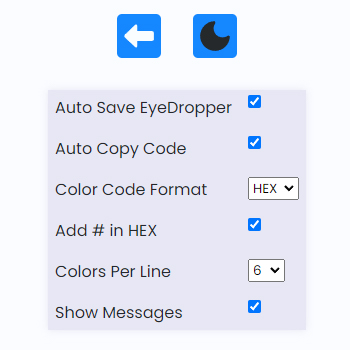 Auto Save EyeDropper
Auto Copy Code
Color Code Format HEX
Add # in HEX
Colors Per Line 6
Show Messages